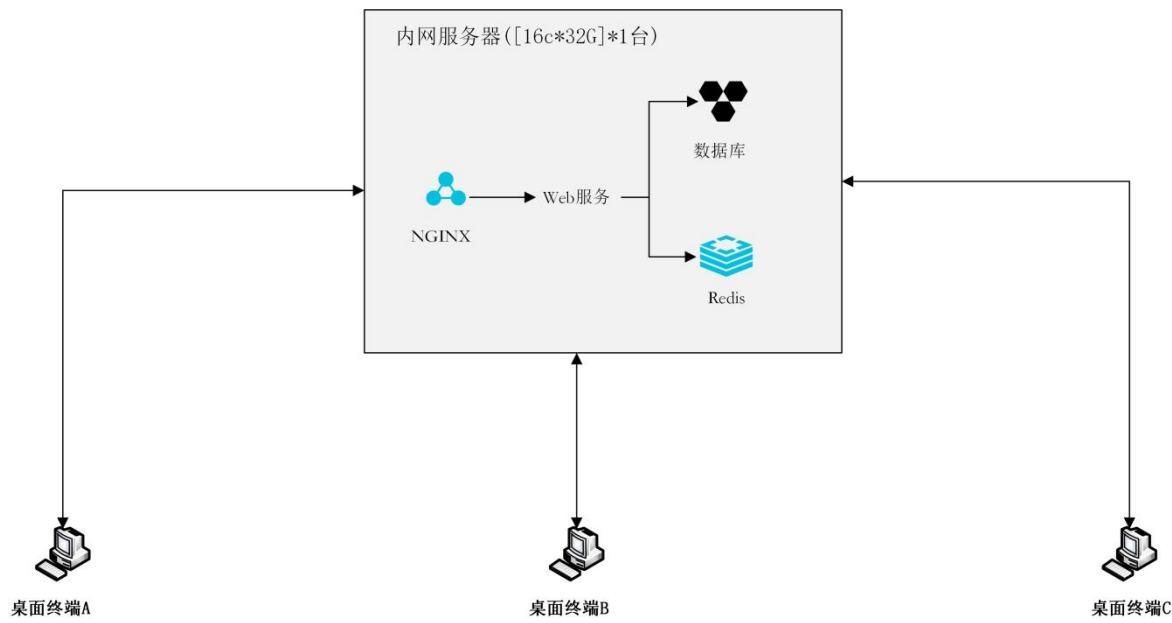 内网服务器([16c*32G]*1台)
数据库
Web服务
NGINX
Redis
桌面终端A
桌面终端B
桌面终端C